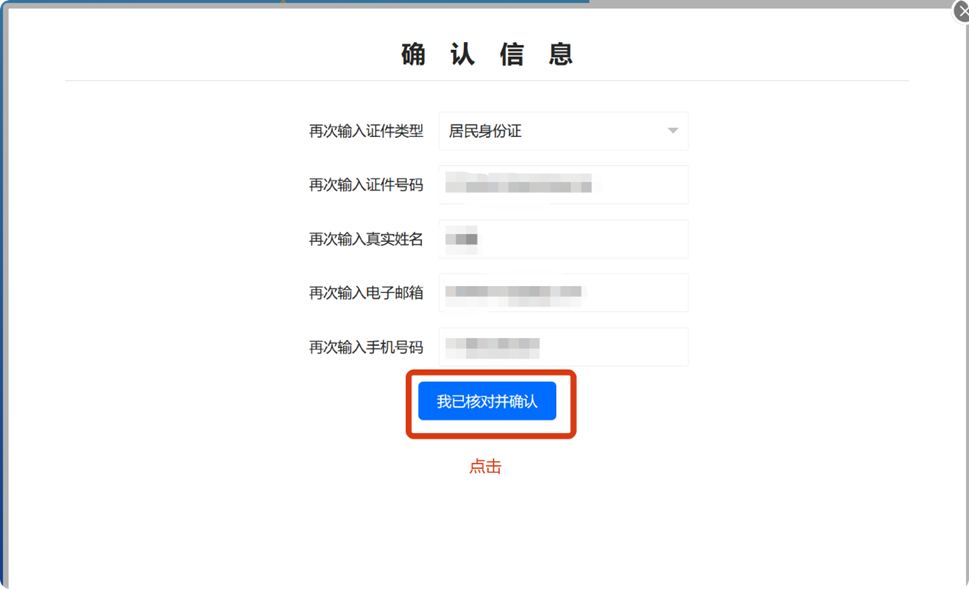 确认信息
再次输入证件类型 居民身份证
再次输入证件号码
再次输入真实姓名
再次输入电子邮箱
再次输入手机号码
我已核对并确认
点击